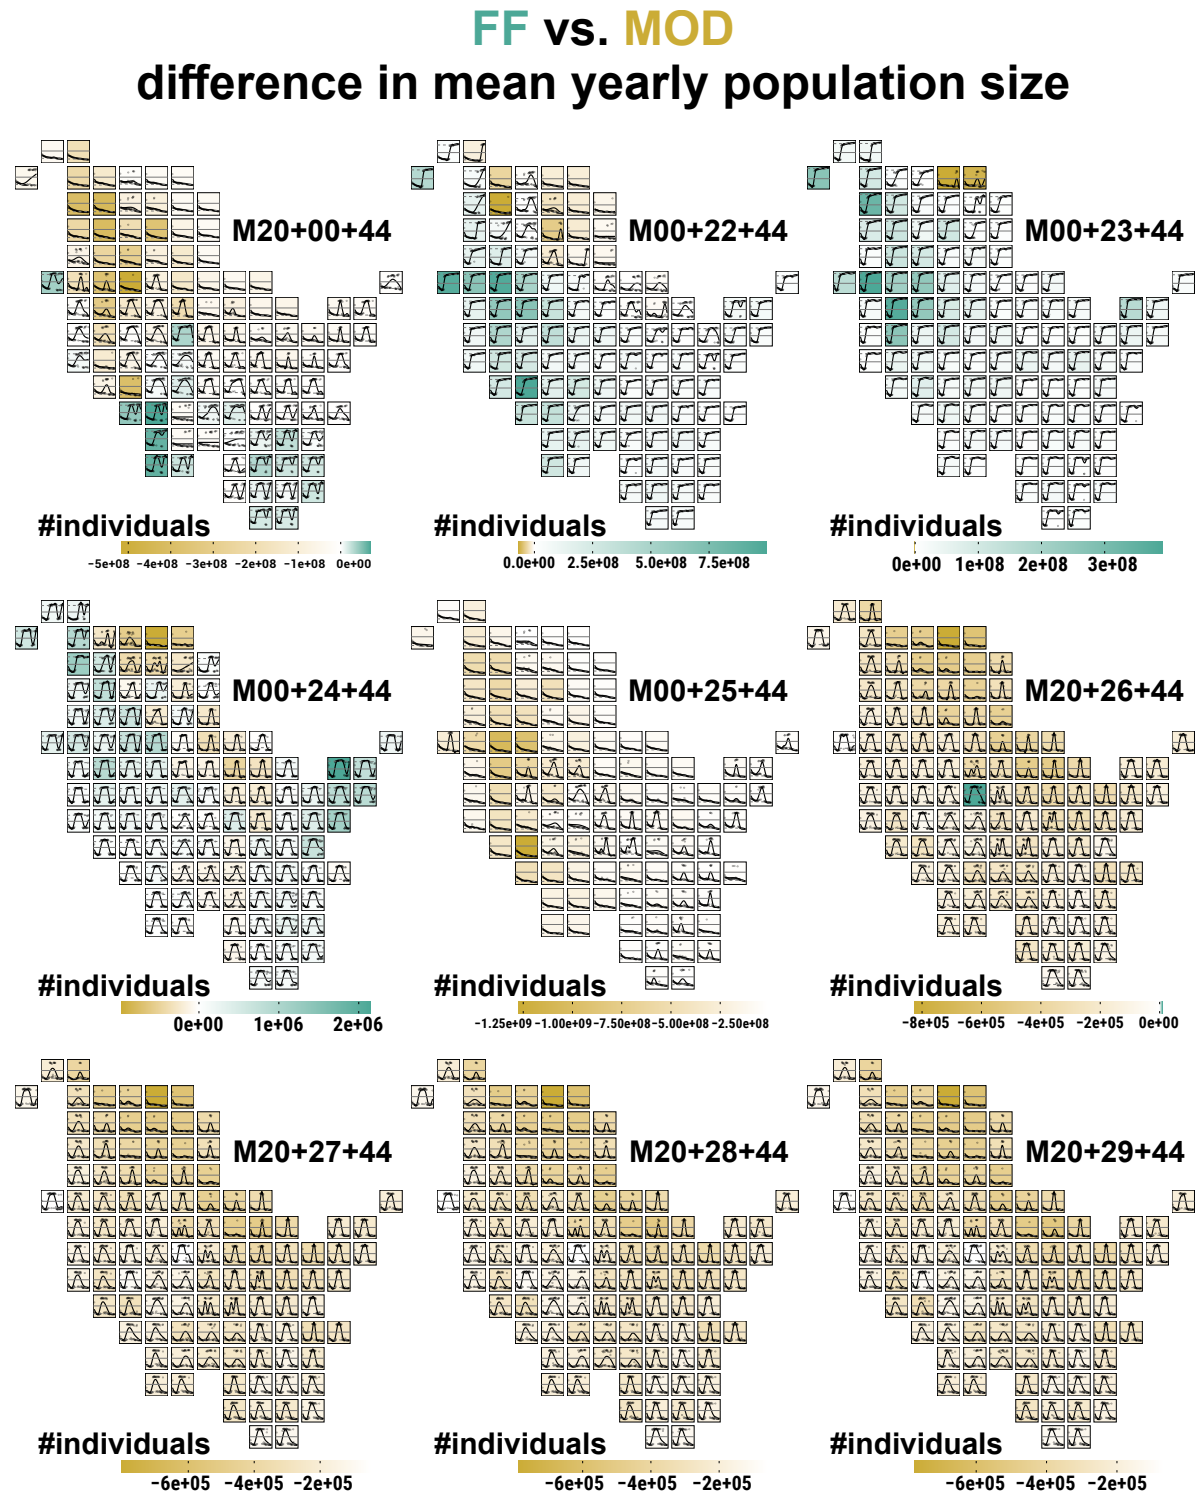 FF vs. MOD
difference in mean yearly population size
M20+00+44
M00+22+44
M00+23+44
#individuals
#individuals
#individuals
−5e+08 −4e+08 −3e+08 −2e+08 −1e+08 0e+00
0.0e+00 2.5e+08 5.0e+08 7.5e+08
0e+00 1e+08 2e+08 3e+08
M00+24+44
M00+25+44
M20+26+44
#individuals
#individuals
#individuals
0e+00 1e+06 2e+06
−1.25e+09 −1.00e+09 −7.50e+08 −5.00e+08 −2.50e+08
−8e+05 −6e+05 −4e+05 −2e+05 0e+00
M20+27+44
M20+28+44
M20+29+44
#individuals
#individuals
#individuals
−6e+05 −4e+05 −2e+05
−6e+05 −4e+05 −2e+05
−6e+05 −4e+05 −2e+05